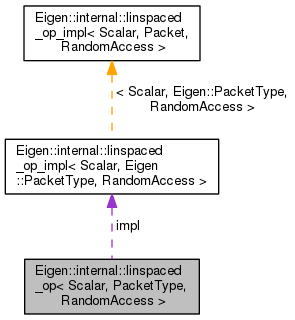 Eigen::internal::linspaced
_op_impl< Scalar, Packet,
RandomAccess >
< Scalar, Eigen::PacketType,
RandomAccess >
Eigen::internal::linspaced
_op_impl< Scalar, Eigen
::PacketType, RandomAccess >
impl
Eigen::internal::linspaced
_op< Scalar, PacketType,
RandomAccess >